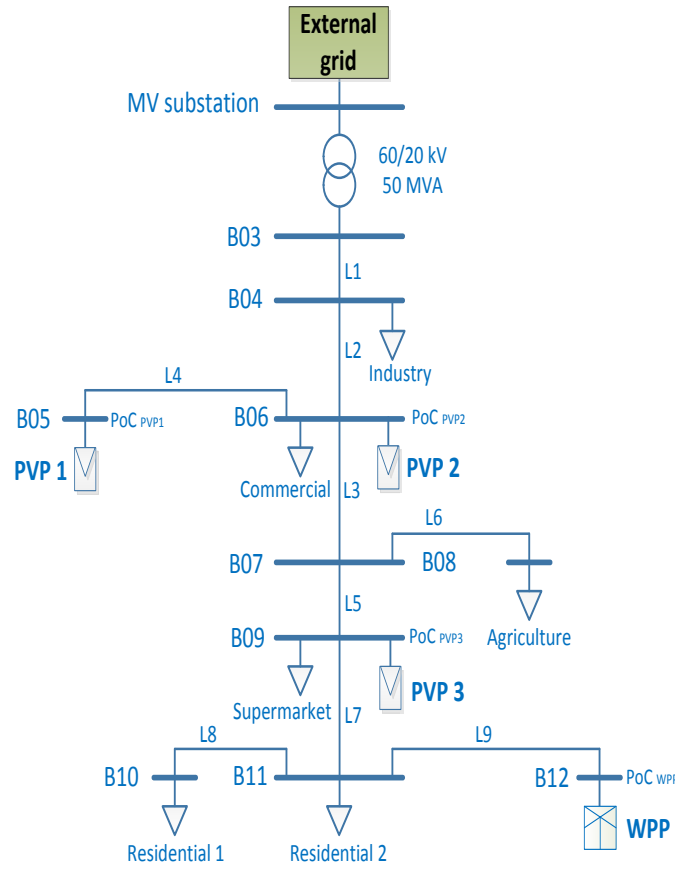 External
grid
MV substation
60/20 kV
50 MVA
B03
L1
B04
L2
Industry
L4
B05
PoC PVP1
B06
PoC PVP2
PVP 1
Commercial
PVP 2
L3
L6
B07
B08
L5
B09
PoC PVP3
Agriculture
Supermarket
PVP 3
L7
L8
L9
B10
B11
B12
PoC WPP
Residential 1
Residential 2
WPP